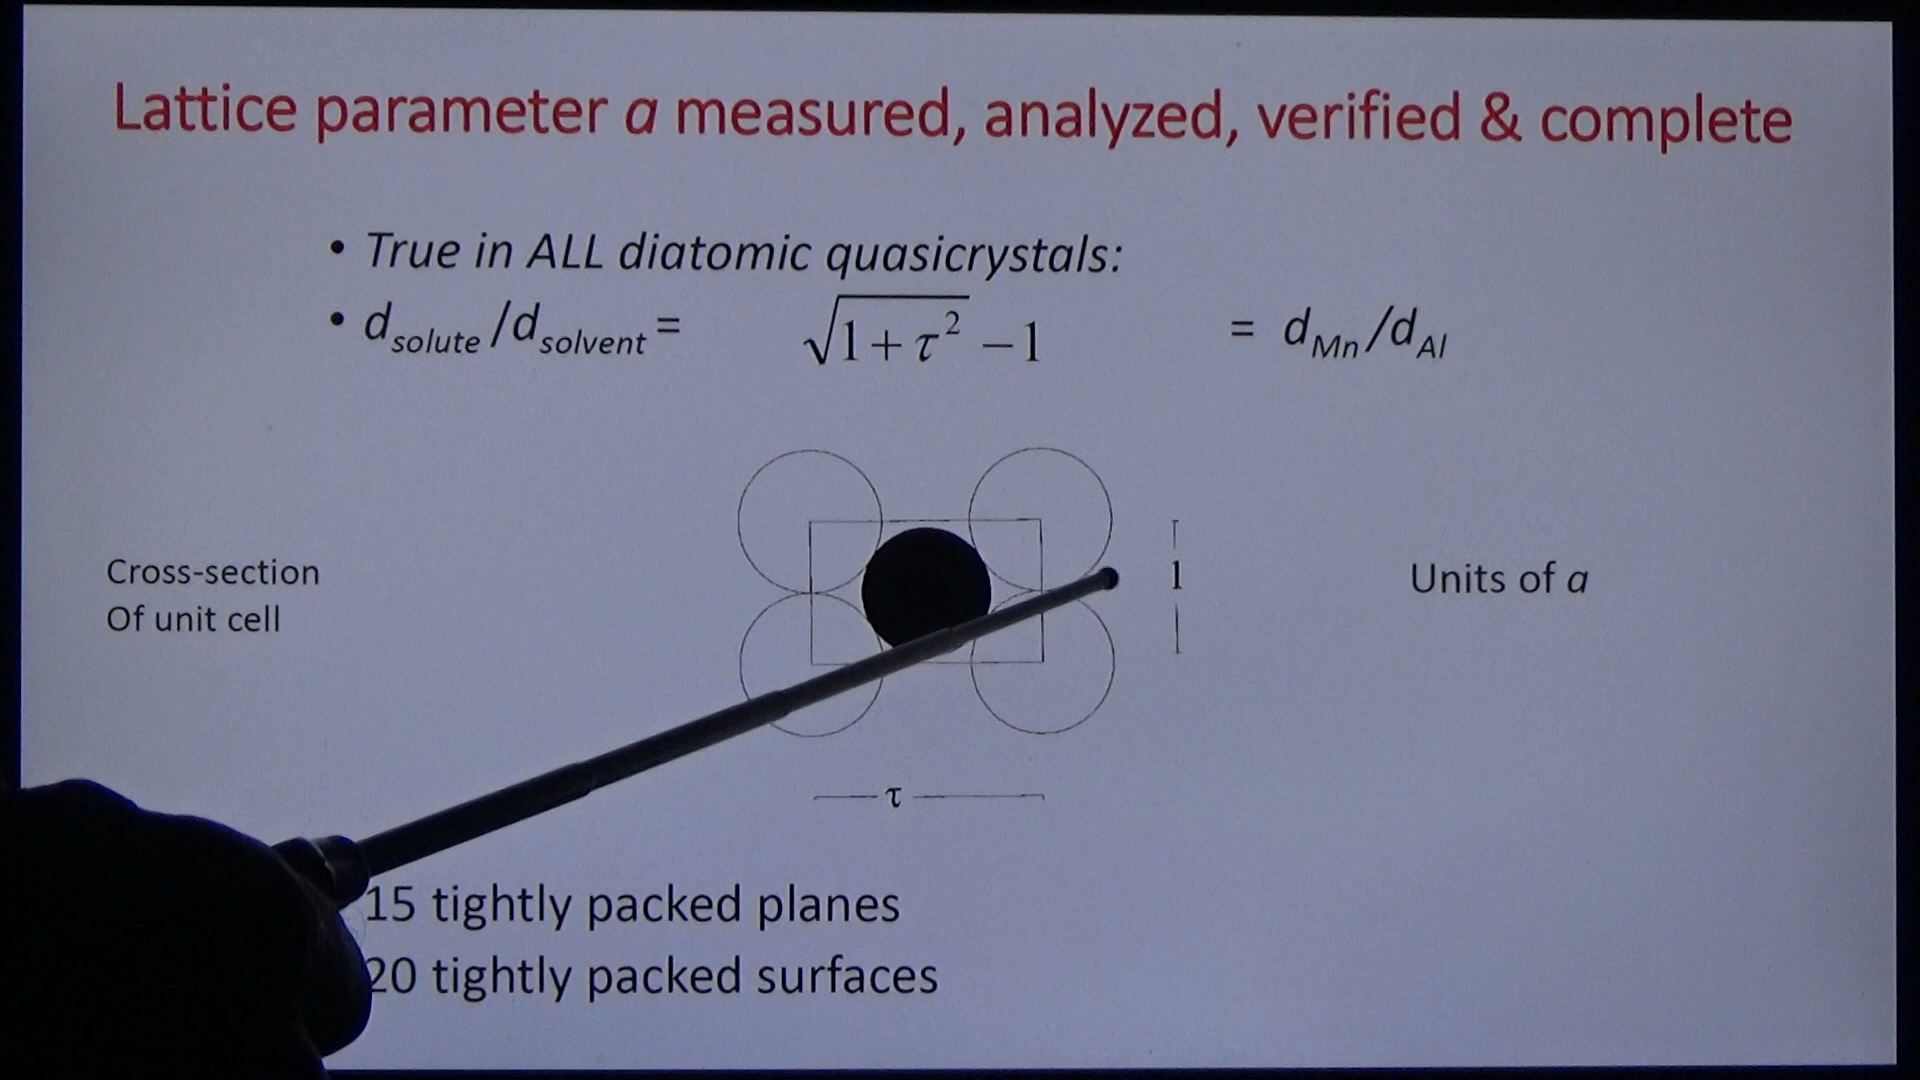 Lattice parameter a measured, analyzed, verified & complete
• True in ALL diatomic quasicrystals:
• dsolute/dsolvent = √1+τ² −1 = dMn/dAl
Cross-section
Of unit cell
1
Units of a
τ
15 tightly packed planes
20 tightly packed surfaces